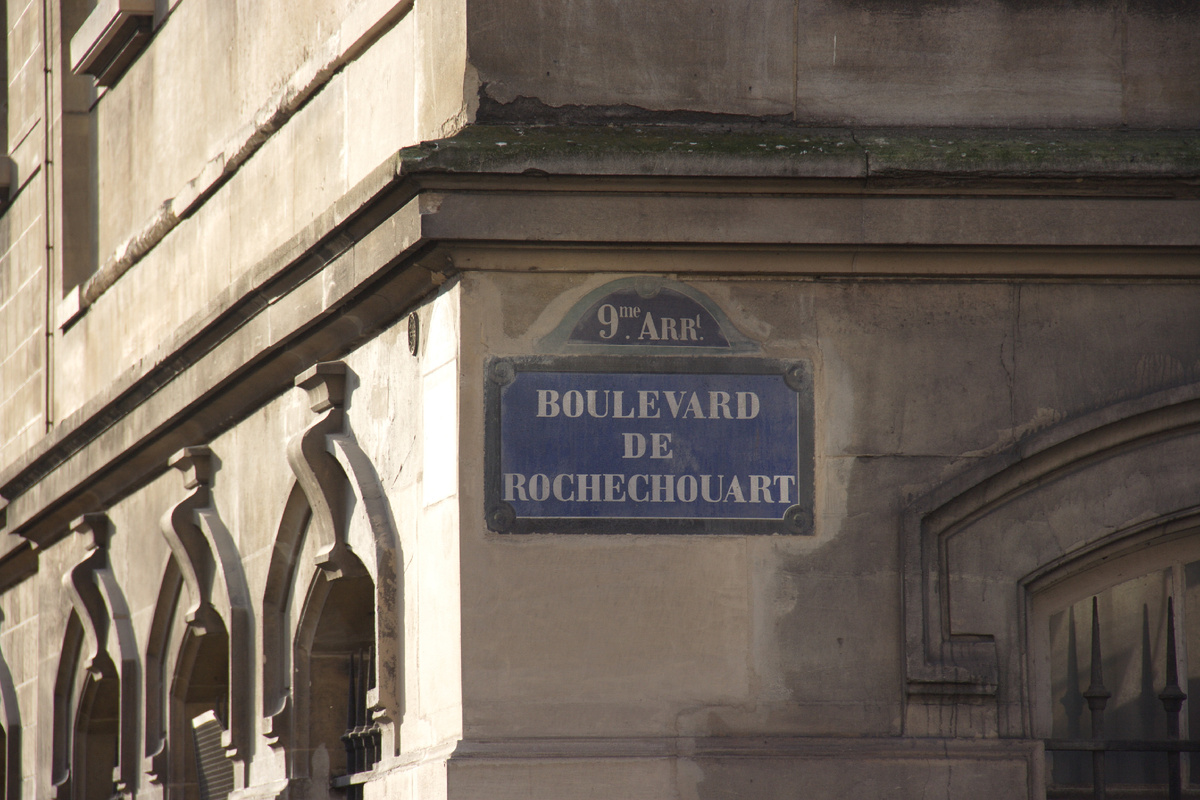 9me. ARRt.
BOULEVARD
DE
ROCHECHOUART